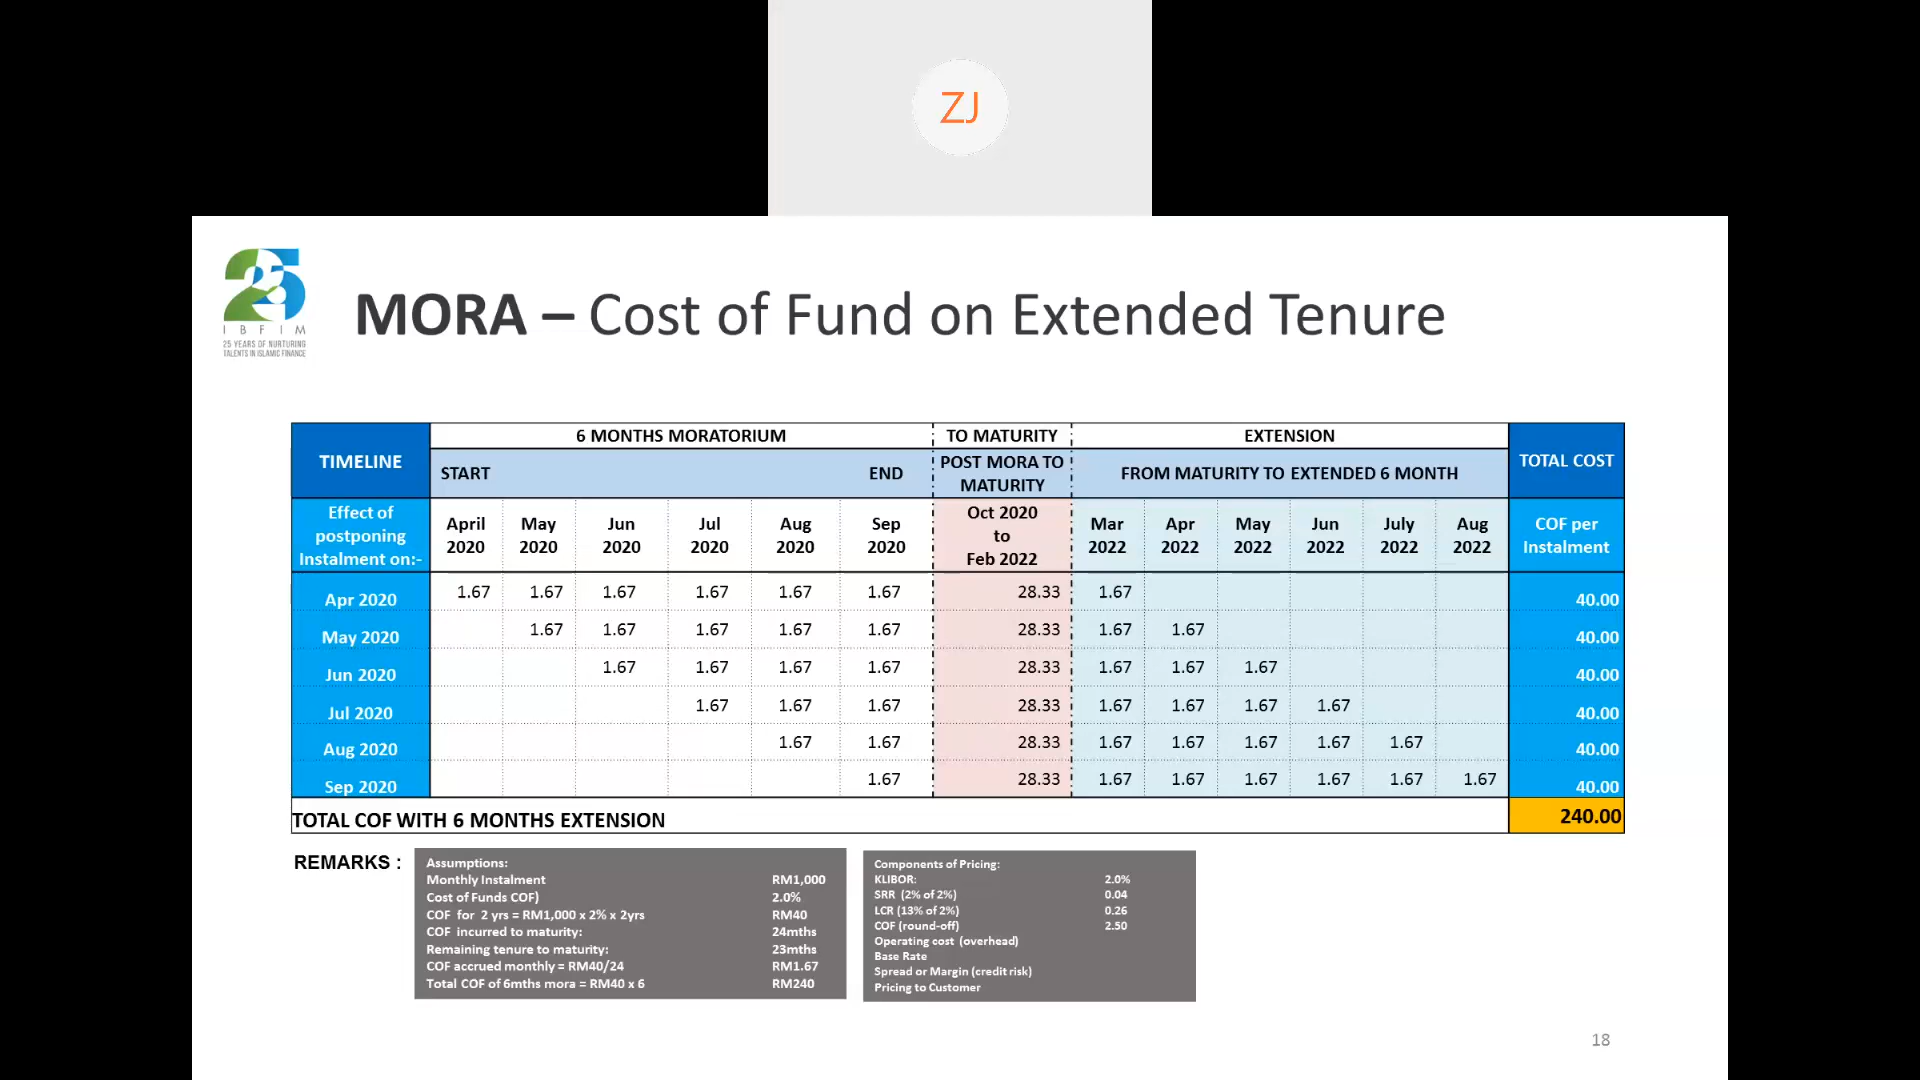 ZJ
25
IBFIM
25 YEARS OF NURTURING
TALENTS IN ISLAMIC FINANCE
MORA – Cost of Fund on Extended Tenure
TIMELINE 6 MONTHS MORATORIUM TO MATURITY EXTENSION TOTAL COST
START END POST MORA TO MATURITY FROM MATURITY TO EXTENDED 6 MONTH
Effect of postponing Instalment on:- April 2020 May 2020 Jun 2020 Jul 2020 Aug 2020 Sep 2020 Oct 2020 to Feb 2022 Mar 2022 Apr 2022 May 2022 Jun 2022 July 2022 Aug 2022 COF per Instalment
Apr 2020 1.67 1.67 1.67 1.67 1.67 1.67 28.33 1.67 40.00
May 2020 1.67 1.67 1.67 1.67 1.67 28.33 1.67 1.67 40.00
Jun 2020 1.67 1.67 1.67 1.67 28.33 1.67 1.67 1.67 40.00
Jul 2020 1.67 1.67 1.67 28.33 1.67 1.67 1.67 1.67 40.00
Aug 2020 1.67 1.67 28.33 1.67 1.67 1.67 1.67 1.67 40.00
Sep 2020 1.67 28.33 1.67 1.67 1.67 1.67 1.67 1.67 40.00
TOTAL COF WITH 6 MONTHS EXTENSION 240.00
REMARKS :
Assumptions:
Monthly Instalment RM1,000
Cost of Funds COF) 2.0%
COF for 2 yrs = RM1,000 x 2% x 2yrs RM40
COF incurred to maturity: 24mths
Remaining tenure to maturity: 23mths
COF accrued monthly = RM40/24 RM1.67
Total COF of 6mths mora = RM40 x 6 RM240
Components of Pricing:
KLIBOR: 2.0%
SRR (2% of 2%) 0.04
LCR (13% of 2%) 0.26
COF (round-off) 2.50
Operating cost (overhead)
Base Rate
Spread or Margin (credit risk)
Pricing to Customer
18